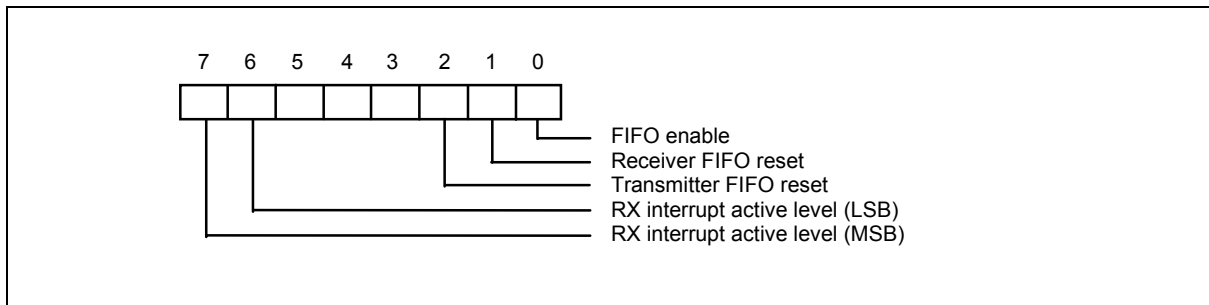 7 6 5 4 3 2 1 0
FIFO enable
Receiver FIFO reset
Transmitter FIFO reset
RX interrupt active level (LSB)
RX interrupt active level (MSB)